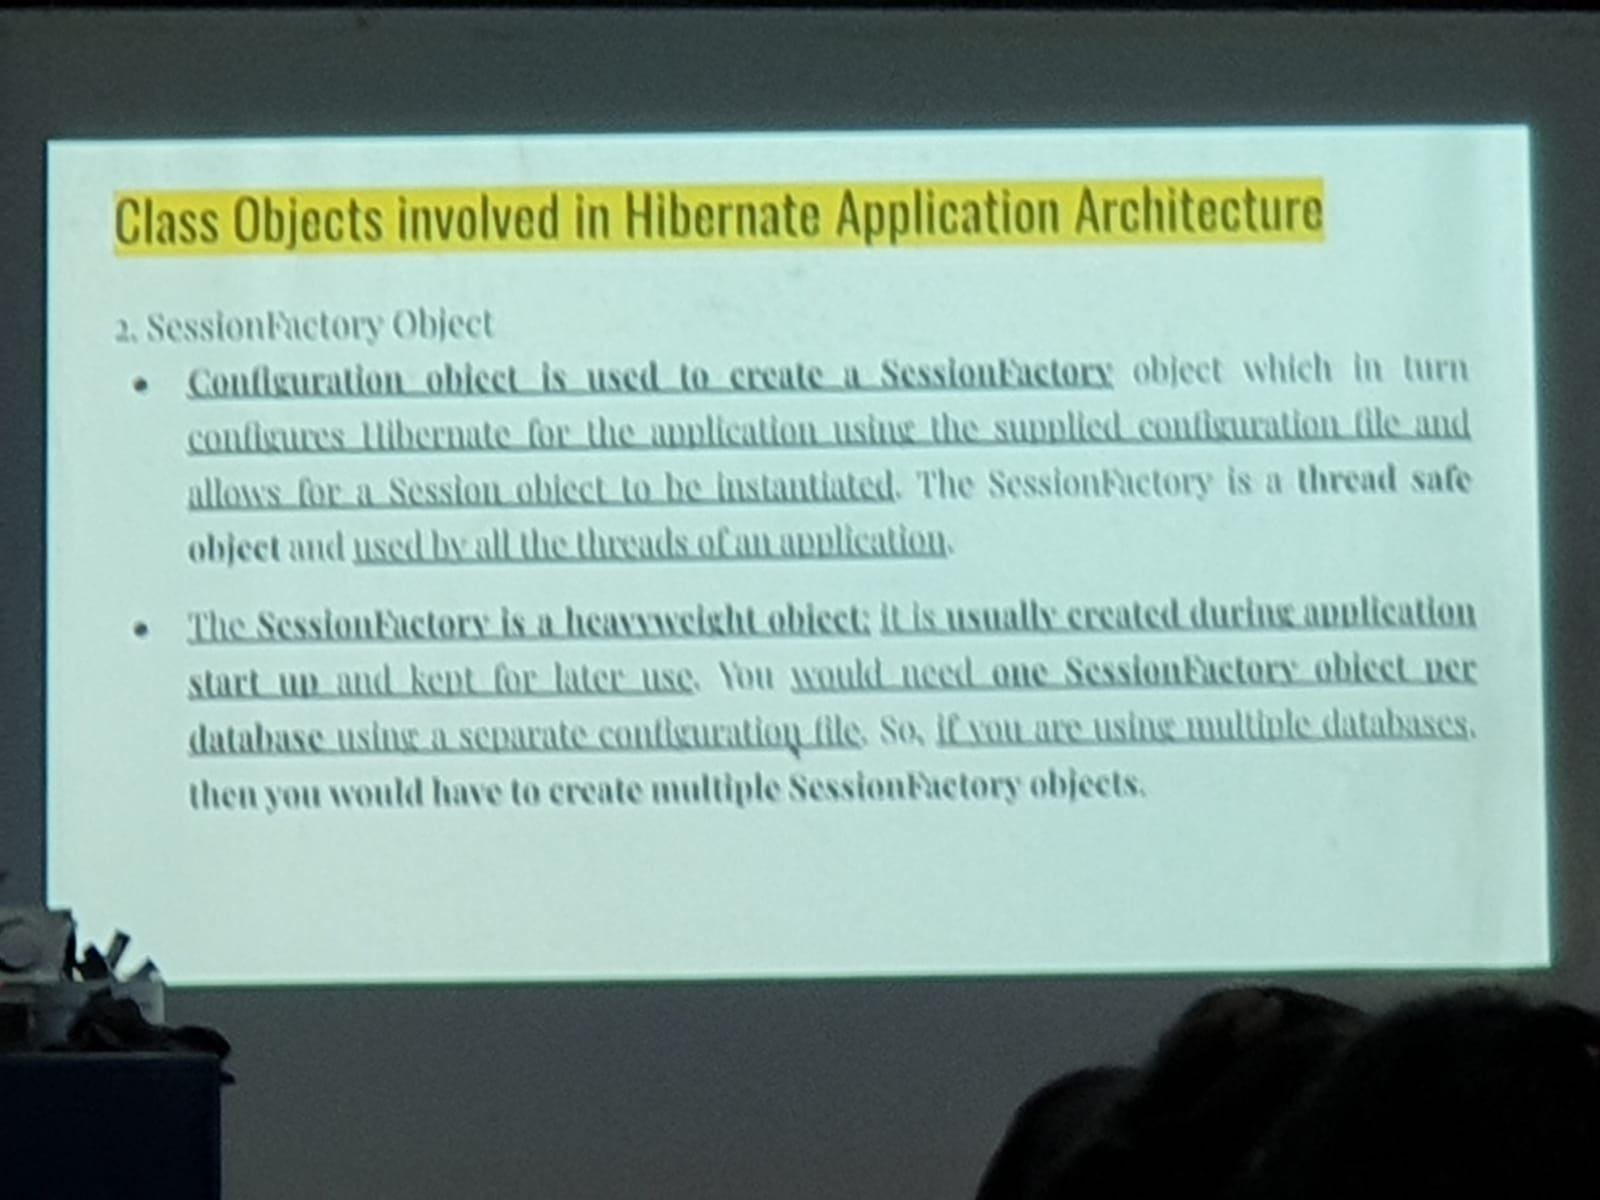 Class Objects involved in Hibernate Application Architecture
2. SessionFactory Object
• Configuration object is used to create a SessionFactory object which in turn
configures Hibernate for the application using the supplied configuration file and
allows for a Session object to be instantiated. The SessionFactory is a thread safe
object and used by all the threads of an application.
• The SessionFactory is a heavyweight object; it is usually created during application
start up and kept for later use. You would need one SessionFactory object per
database using a separate configuration file. So, if you are using multiple databases,
then you would have to create multiple SessionFactory objects.